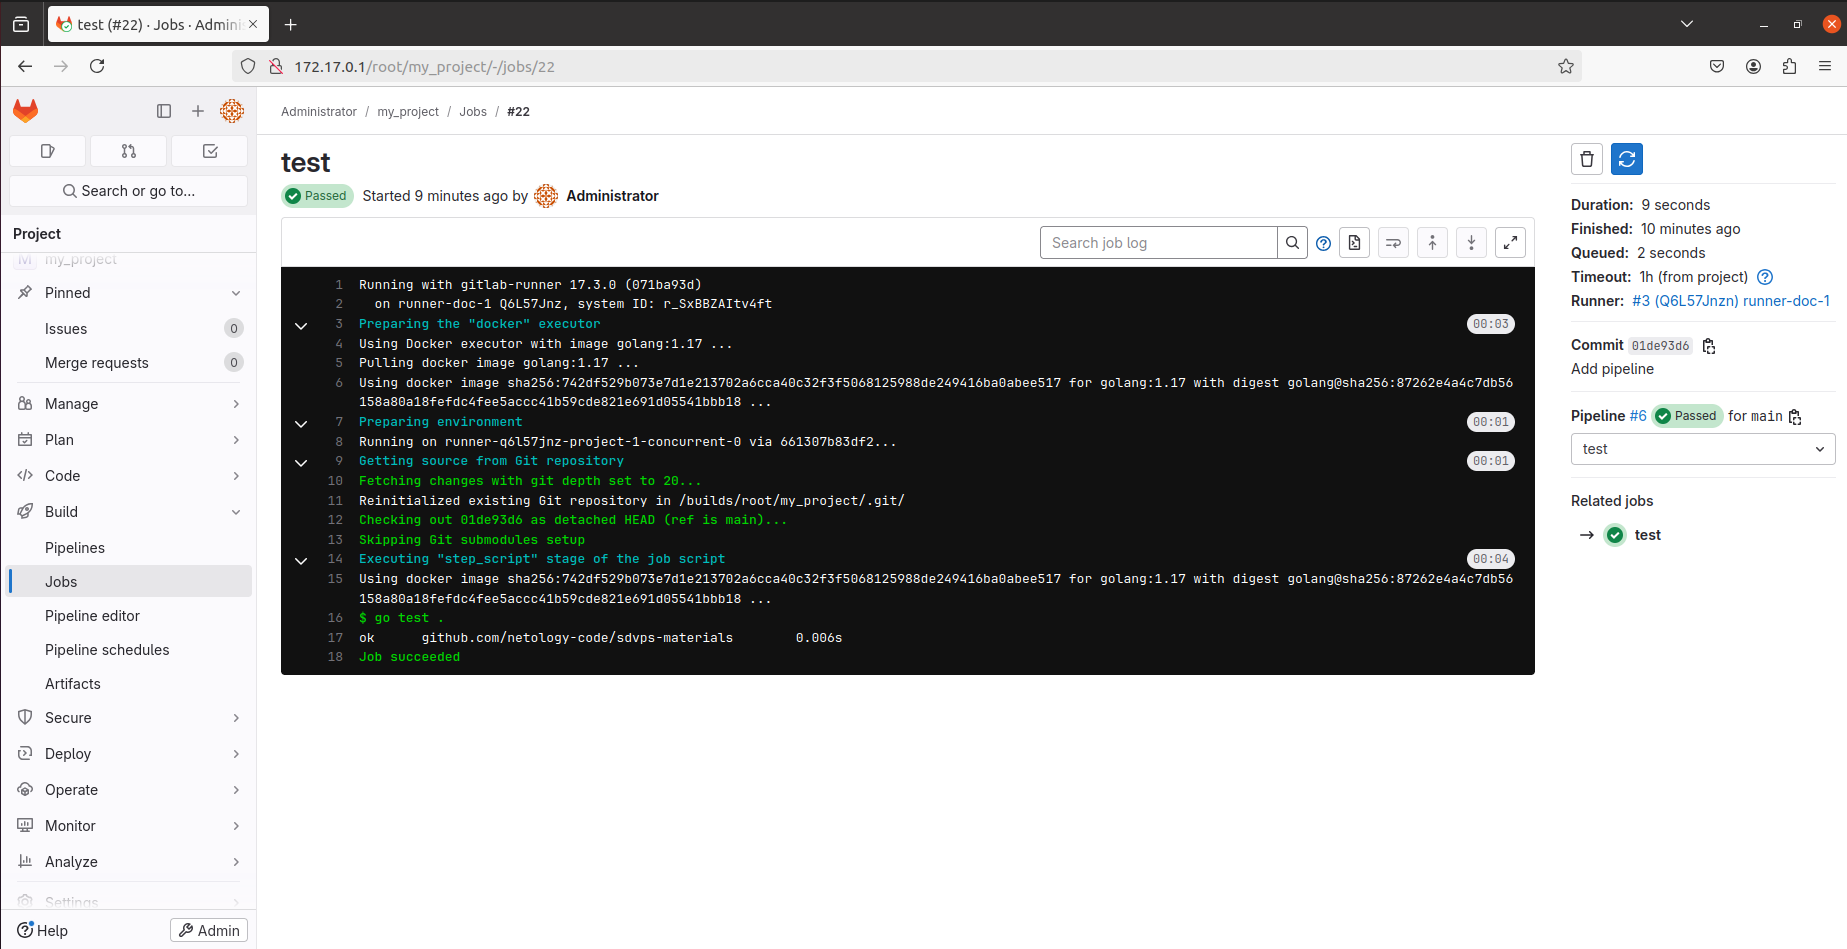 test (#22) · Jobs · Admini
172.17.0.1/root/my_project/-/jobs/22
Administrator / my_project / Jobs / #22
Search or go to...
Project
M my_project
Pinned
Issues 0
Merge requests 0
Manage
Plan
Code
Build
Pipelines
Jobs
Pipeline editor
Pipeline schedules
Artifacts
Secure
Deploy
Operate
Monitor
Analyze
Settings
Help
Admin
test
Passed Started 9 minutes ago by Administrator
Search job log
1 Running with gitlab-runner 17.3.0 (071ba93d)
2 on runner-doc-1 Q6L57Jnz, system ID: r_SxBBZAItv4ft
3 Preparing the "docker" executor 00:03
4 Using Docker executor with image golang:1.17 ...
5 Pulling docker image golang:1.17 ...
6 Using docker image sha256:742df529b073e7d1e213702a6cca40c32f3f5068125988de249416ba0abee517 for golang:1.17 with digest golang@sha256:87262e4a4c7db56
158a80a18fefdc4fee5accc41b59cde821e691d05541bbb18 ...
7 Preparing environment 00:01
8 Running on runner-q6l57jnz-project-1-concurrent-0 via 661307b83df2...
9 Getting source from Git repository 00:01
10 Fetching changes with git depth set to 20...
11 Reinitialized existing Git repository in /builds/root/my_project/.git/
12 Checking out 01de93d6 as detached HEAD (ref is main)...
13 Skipping Git submodules setup
14 Executing "step_script" stage of the job script 00:04
15 Using docker image sha256:742df529b073e7d1e213702a6cca40c32f3f5068125988de249416ba0abee517 for golang:1.17 with digest golang@sha256:87262e4a4c7db56
158a80a18fefdc4fee5accc41b59cde821e691d05541bbb18 ...
16 $ go test .
17 ok github.com/netology-code/sdvps-materials 0.006s
18 Job succeeded
Duration: 9 seconds
Finished: 10 minutes ago
Queued: 2 seconds
Timeout: 1h (from project)
Runner: #3 (Q6L57Jnzn) runner-doc-1
Commit 01de93d6
Add pipeline
Pipeline #6 Passed for main
test
Related jobs
test